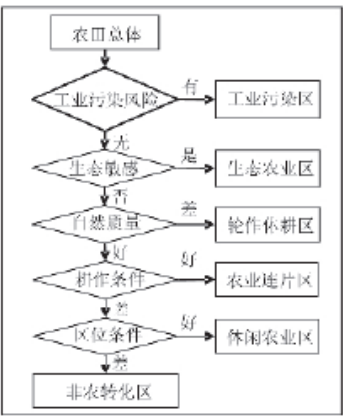 农田总体
工业污染风险
有
工业污染区
无
生态敏感
是
生态农业区
否
自然质量
差
轮作休耕区
好
机作条件
好
农业连片区
差
区位条件
好
休闲农业区
差
非农转化区